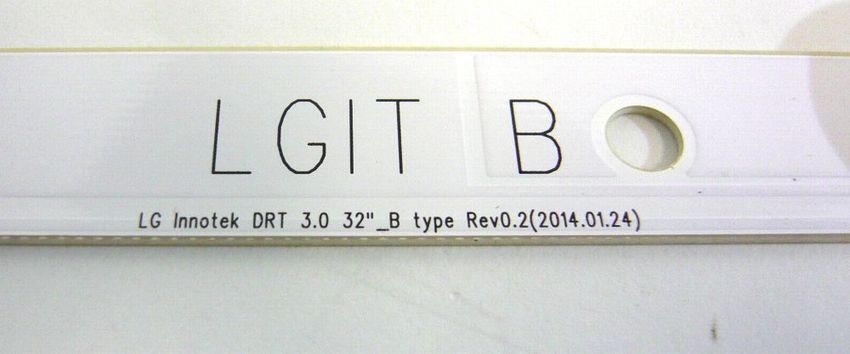 LGIT B
LG Innotek DRT 3.0 32"_B type Rev0.2(2014.01.24)